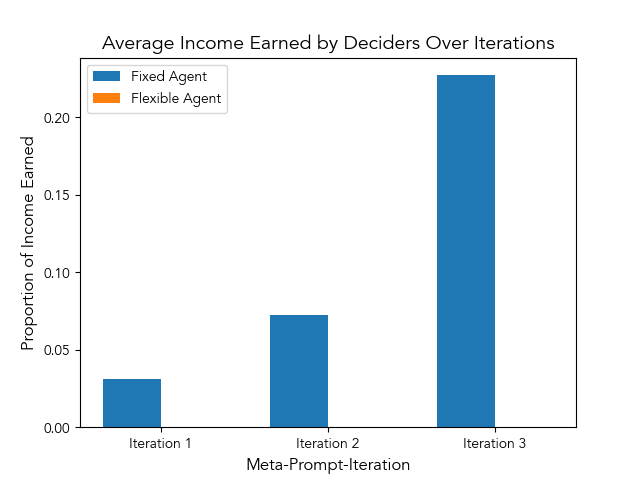 Average Income Earned by Deciders Over Iterations
Fixed Agent
Flexible Agent
Proportion of Income Earned
0.20
0.15
0.10
0.05
0.00
Iteration 1
Iteration 2
Iteration 3
Meta-Prompt-Iteration